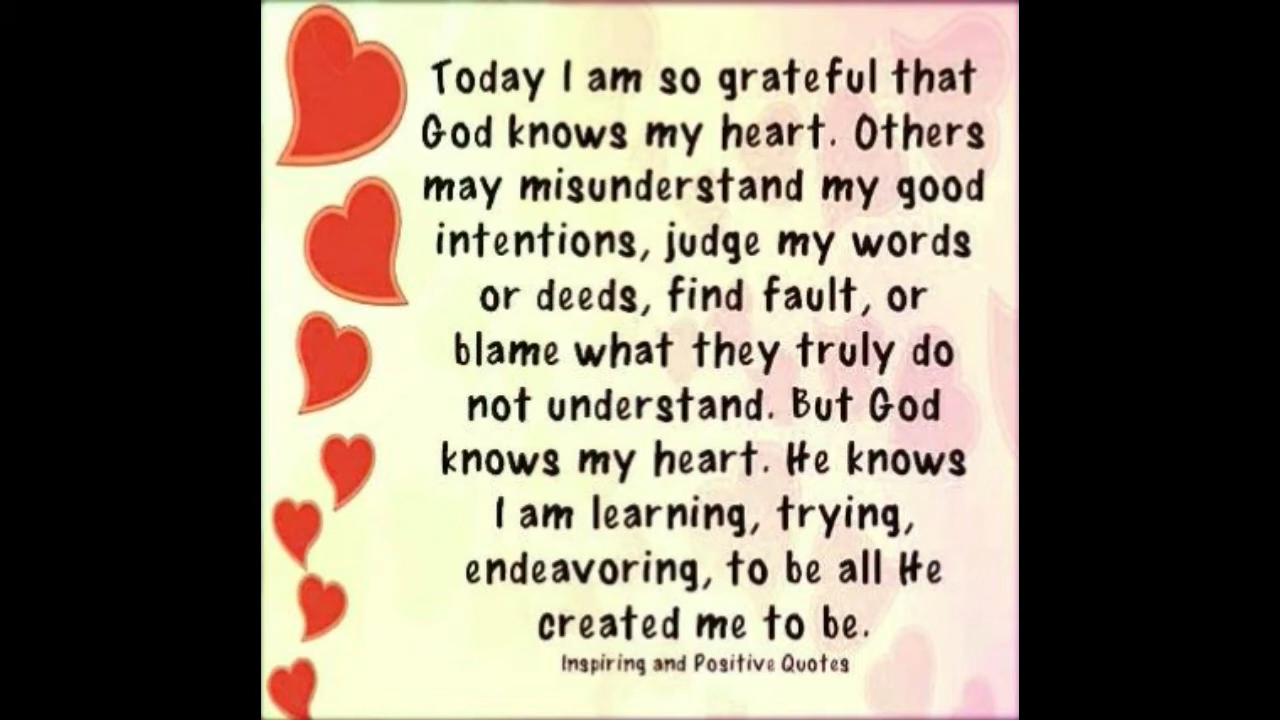 Today I am so grateful that
God knows my heart. Others
may misunderstand my good
intentions, judge my words
or deeds, find fault, or
blame what they truly do
not understand. But God
knows my heart. He knows
I am learning, trying,
endeavoring, to be all He
created me to be.
Inspiring and Positive Quotes